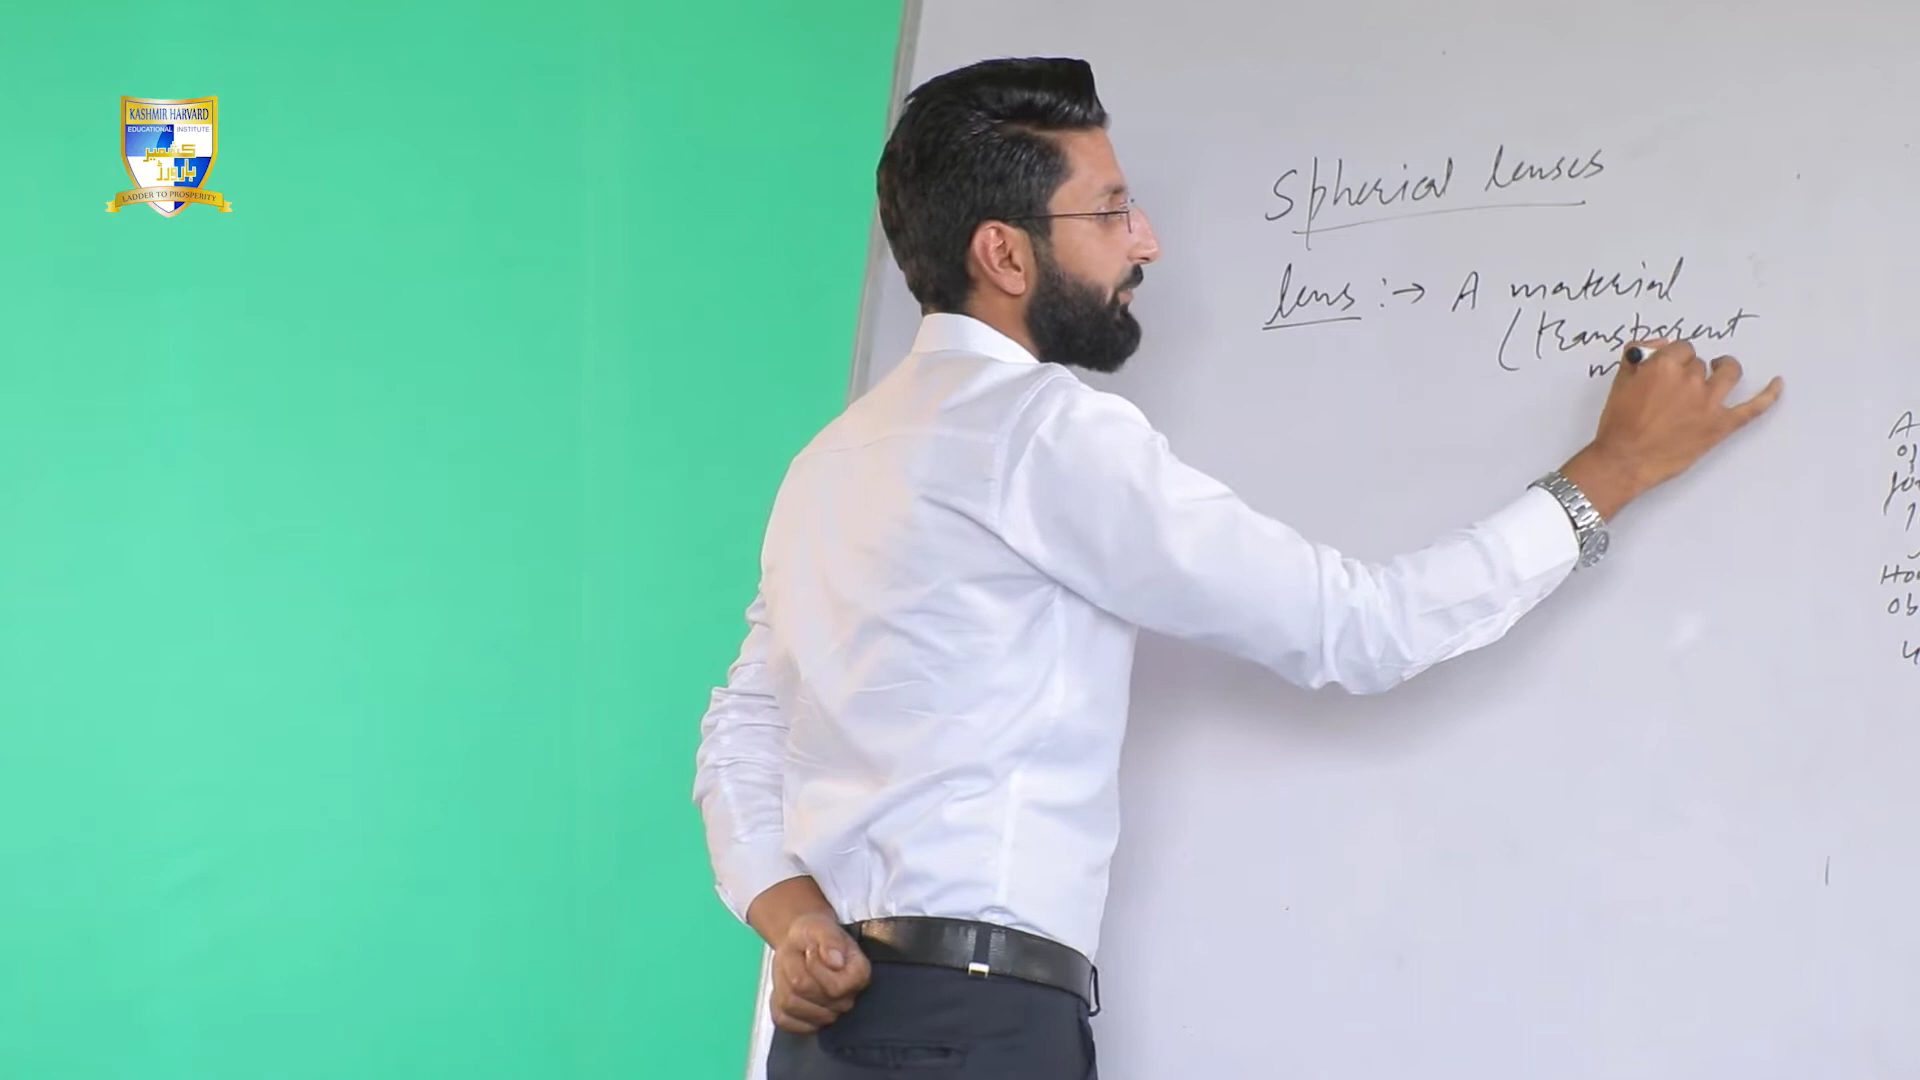 KASHMIR HARVARD
EDUCATIONAL INSTITUTE
کشمیر
ہارورڈ
LADDER TO PROSPERITY
Spherical lenses
lens :→ A material
(transparent
A